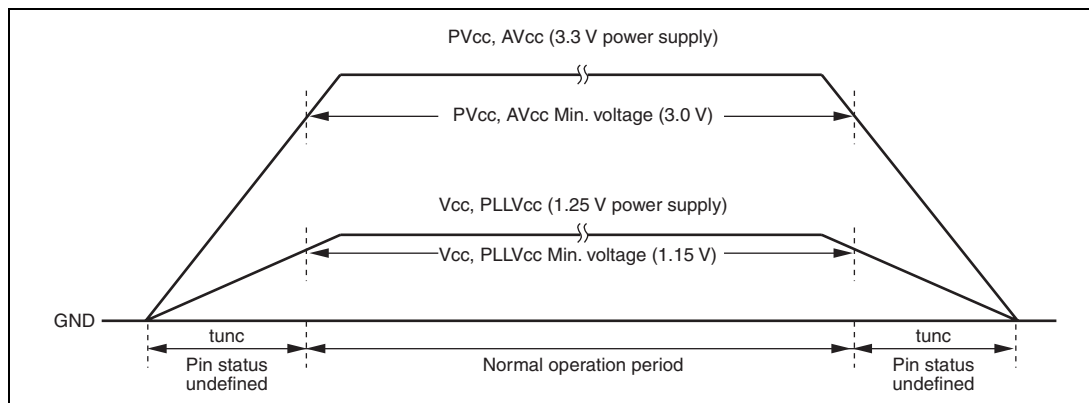 PVcc, AVcc (3.3 V power supply)
PVcc, AVcc Min. voltage (3.0 V)
Vcc, PLLVcc (1.25 V power supply)
Vcc, PLLVcc Min. voltage (1.15 V)
GND
tunc
Pin status
undefined
Normal operation period
tunc
Pin status
undefined